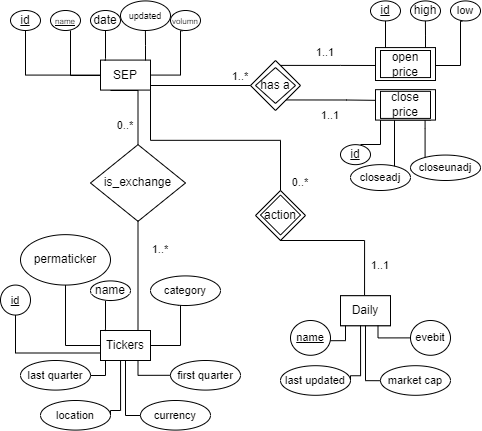 id
name
date
updated
volumn
id
high
low
SEP
1..1
open
price
1..*
has a
close
price
1..1
0..*
id
closeadj
closeunadj
is_exchange
0..*
action
1..*
1..1
permaticker
id
name
category
Daily
name
evebit
Tickers
last quarter
first quarter
last updated
market cap
location
currency